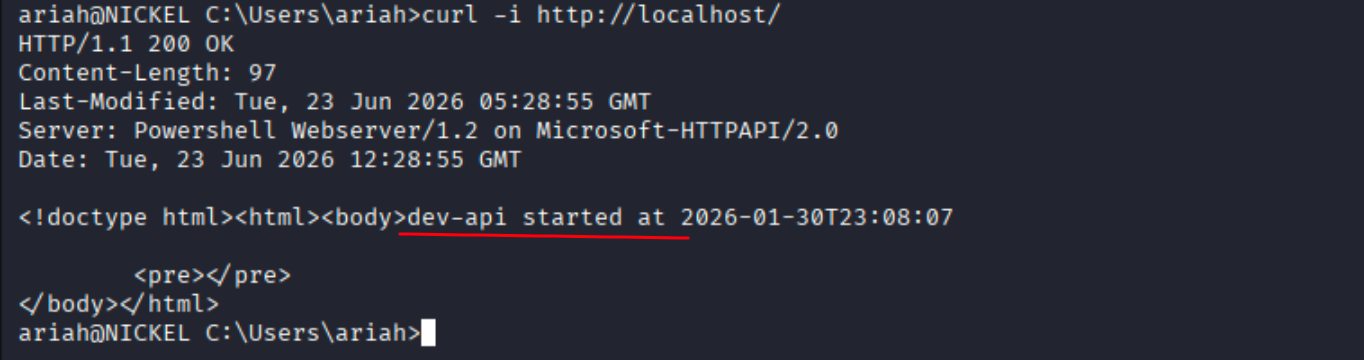 ariah@NICKEL C:\Users\ariah>curl -i http://localhost/
HTTP/1.1 200 OK
Content-Length: 97
Last-Modified: Tue, 23 Jun 2026 05:28:55 GMT
Server: Powershell Webserver/1.2 on Microsoft-HTTPAPI/2.0
Date: Tue, 23 Jun 2026 12:28:55 GMT
<!doctype html><html><body>dev-api started at 2026-01-30T23:08:07
<pre></pre>
</body></html>
ariah@NICKEL C:\Users\ariah>